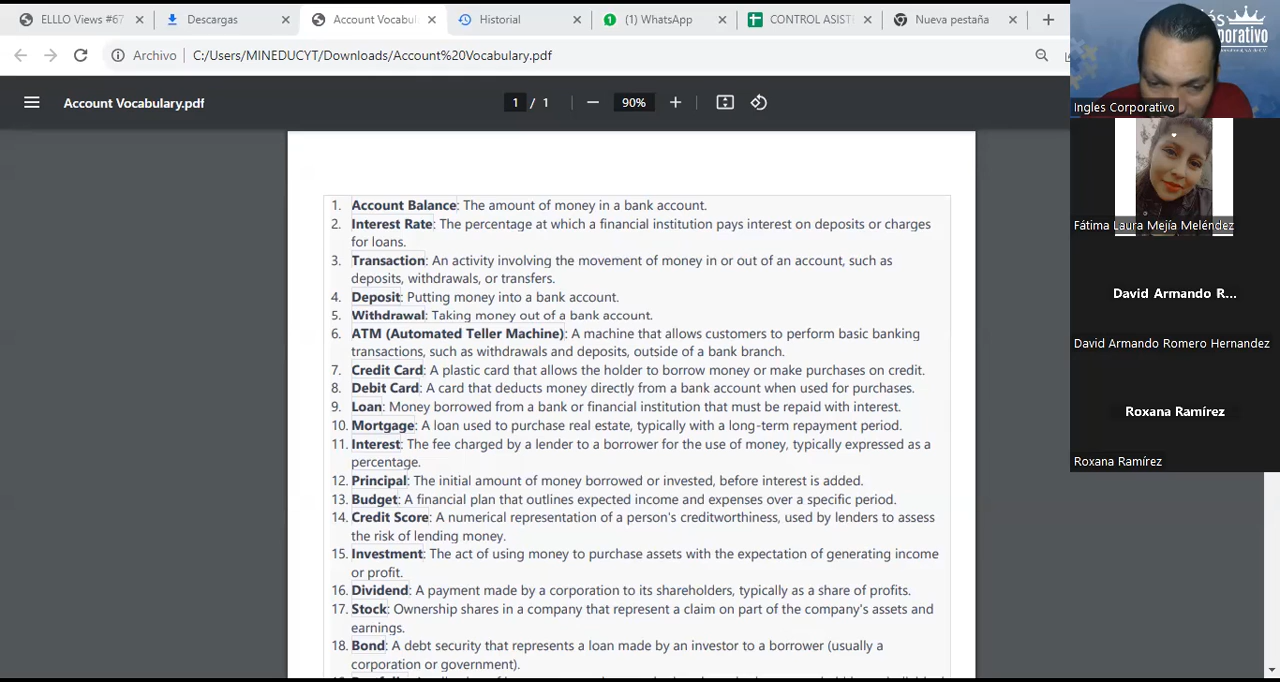 ELLLO Views #67
Descargas
Account Vocabul
Historial
(1) WhatsApp
CONTROL ASIST
Nueva pestaña
Archivo
C:/Users/MINEDUCYT/Downloads/Account%20Vocabulary.pdf
Account Vocabulary.pdf
1 / 1
90%
1. Account Balance: The amount of money in a bank account.
2. Interest Rate: The percentage at which a financial institution pays interest on deposits or charges
for loans.
3. Transaction: An activity involving the movement of money in or out of an account, such as
deposits, withdrawals, or transfers.
4. Deposit: Putting money into a bank account.
5. Withdrawal: Taking money out of a bank account.
6. ATM (Automated Teller Machine): A machine that allows customers to perform basic banking
transactions, such as withdrawals and deposits, outside of a bank branch.
7. Credit Card: A plastic card that allows the holder to borrow money or make purchases on credit.
8. Debit Card: A card that deducts money directly from a bank account when used for purchases.
9. Loan: Money borrowed from a bank or financial institution that must be repaid with interest.
10. Mortgage: A loan used to purchase real estate, typically with a long-term repayment period.
11. Interest: The fee charged by a lender to a borrower for the use of money, typically expressed as a
percentage.
12. Principal: The initial amount of money borrowed or invested, before interest is added.
13. Budget: A financial plan that outlines expected income and expenses over a specific period.
14. Credit Score: A numerical representation of a person's creditworthiness, used by lenders to assess
the risk of lending money.
15. Investment: The act of using money to purchase assets with the expectation of generating income
or profit.
16. Dividend: A payment made by a corporation to its shareholders, typically as a share of profits.
17. Stock: Ownership shares in a company that represent a claim on part of the company's assets and
earnings.
18. Bond: A debt security that represents a loan made by an investor to a borrower (usually a
corporation or government).
Ingles Corporativo
Fátima Laura Mejía Meléndez
David Armando R...
David Armando Romero Hernandez
Roxana Ramírez
Roxana Ramírez